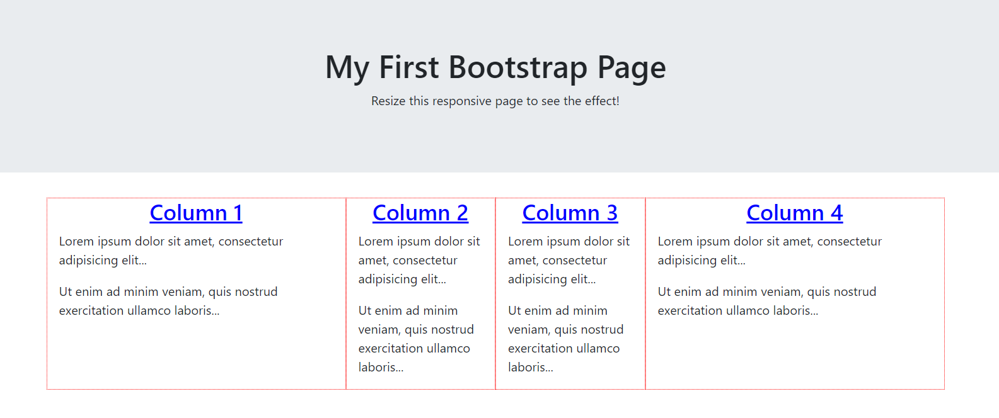 My First Bootstrap Page
Resize this responsive page to see the effect!
Column 1
Lorem ipsum dolor sit amet, consectetur
adipisicing elit...
Ut enim ad minim veniam, quis nostrud
exercitation ullamco laboris...
Column 2
Lorem ipsum dolor sit
amet, consectetur
adipisicing elit...
Ut enim ad minim
veniam, quis nostrud
exercitation ullamco
laboris...
Column 3
Lorem ipsum dolor sit
amet, consectetur
adipisicing elit...
Ut enim ad minim
veniam, quis nostrud
exercitation ullamco
laboris...
Column 4
Lorem ipsum dolor sit amet, consectetur
adipisicing elit...
Ut enim ad minim veniam, quis nostrud
exercitation ullamco laboris...